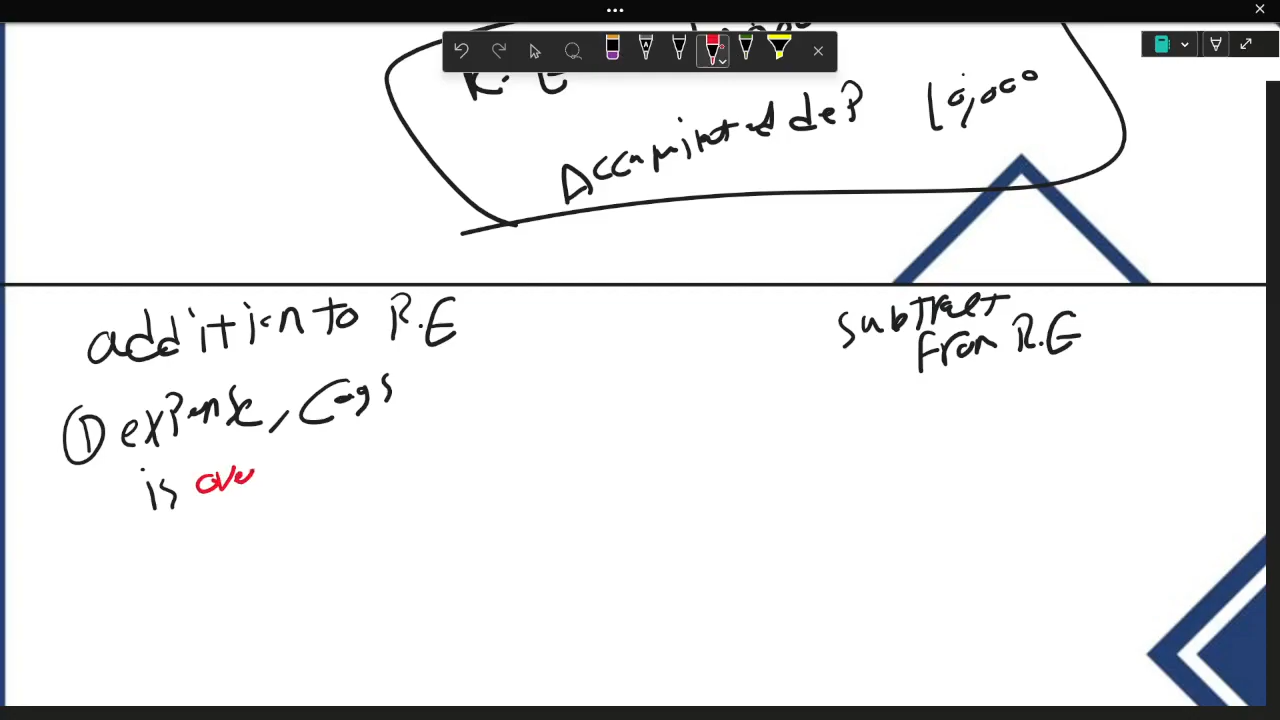 R. E
Accumulated dep 10,000
addition to R.E
subtract
from R.E
① expense, Cogs
is ove